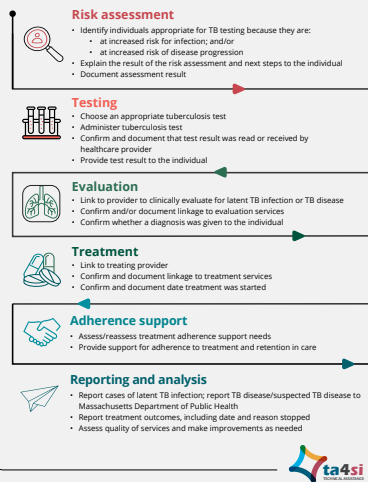 Risk assessment
• Identify individuals appropriate for TB testing because they are:
• at increased risk for infection; and/or
• at increased risk of disease progression
• Explain the result of the risk assessment and next steps to the individual
• Document assessment result
Testing
• Choose an appropriate tuberculosis test
• Administer tuberculosis test
• Confirm and document that test result was read or received by
healthcare provider
• Provide test result to the individual
Evaluation
• Link to provider to clinically evaluate for latent TB infection or TB disease
• Confirm and/or document linkage to evaluation services
• Confirm whether a diagnosis was given to the individual
Treatment
• Link to treating provider
• Confirm and document linkage to treatment services
• Confirm and document date treatment was started
Adherence support
• Assess/reassess treatment adherence support needs
• Provide support for adherence to treatment and retention in care
Reporting and analysis
• Report cases of latent TB infection; report TB disease/suspected TB disease to
Massachusetts Department of Public Health
• Report treatment outcomes, including date and reason stopped
• Assess quality of services and make improvements as needed
ta4si
TECHNICAL ASSISTANCE